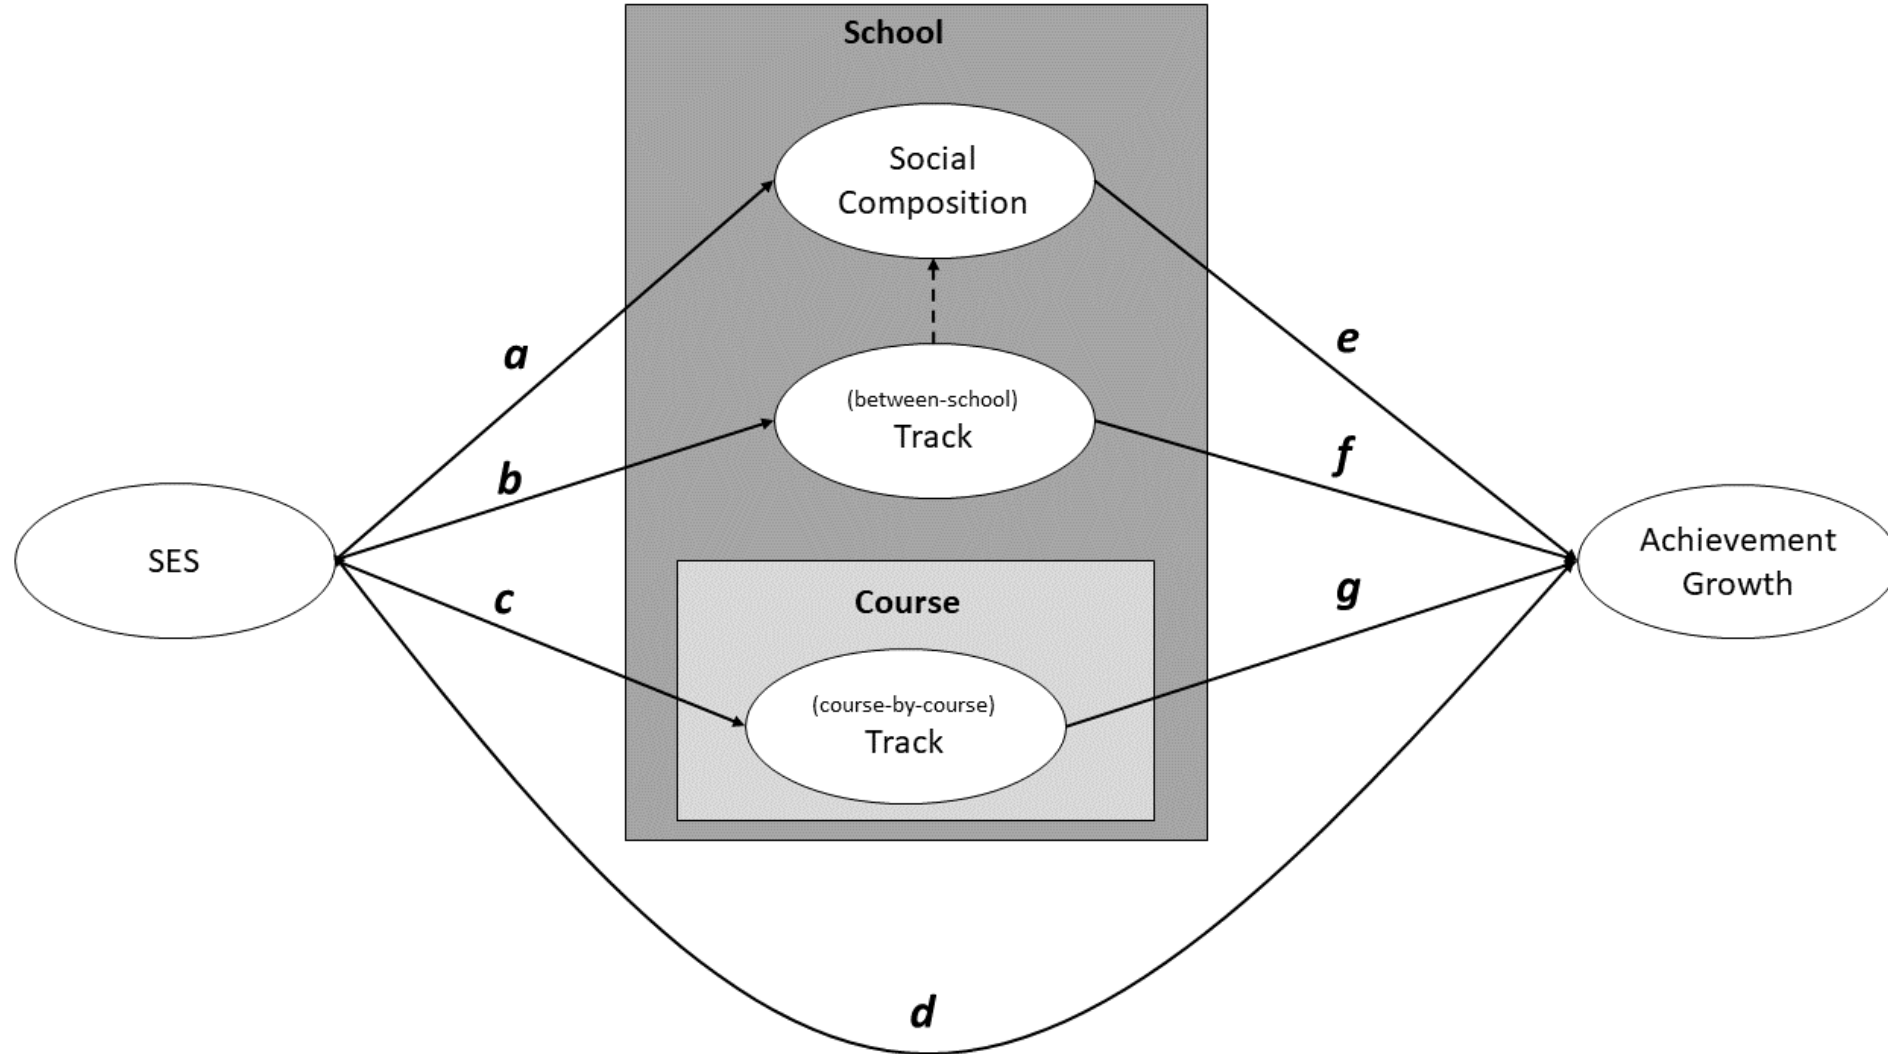 School
Social
Composition
a
e
(between-school)
Track
b
f
SES
Achievement
Growth
c
g
Course
(course-by-course)
Track
d